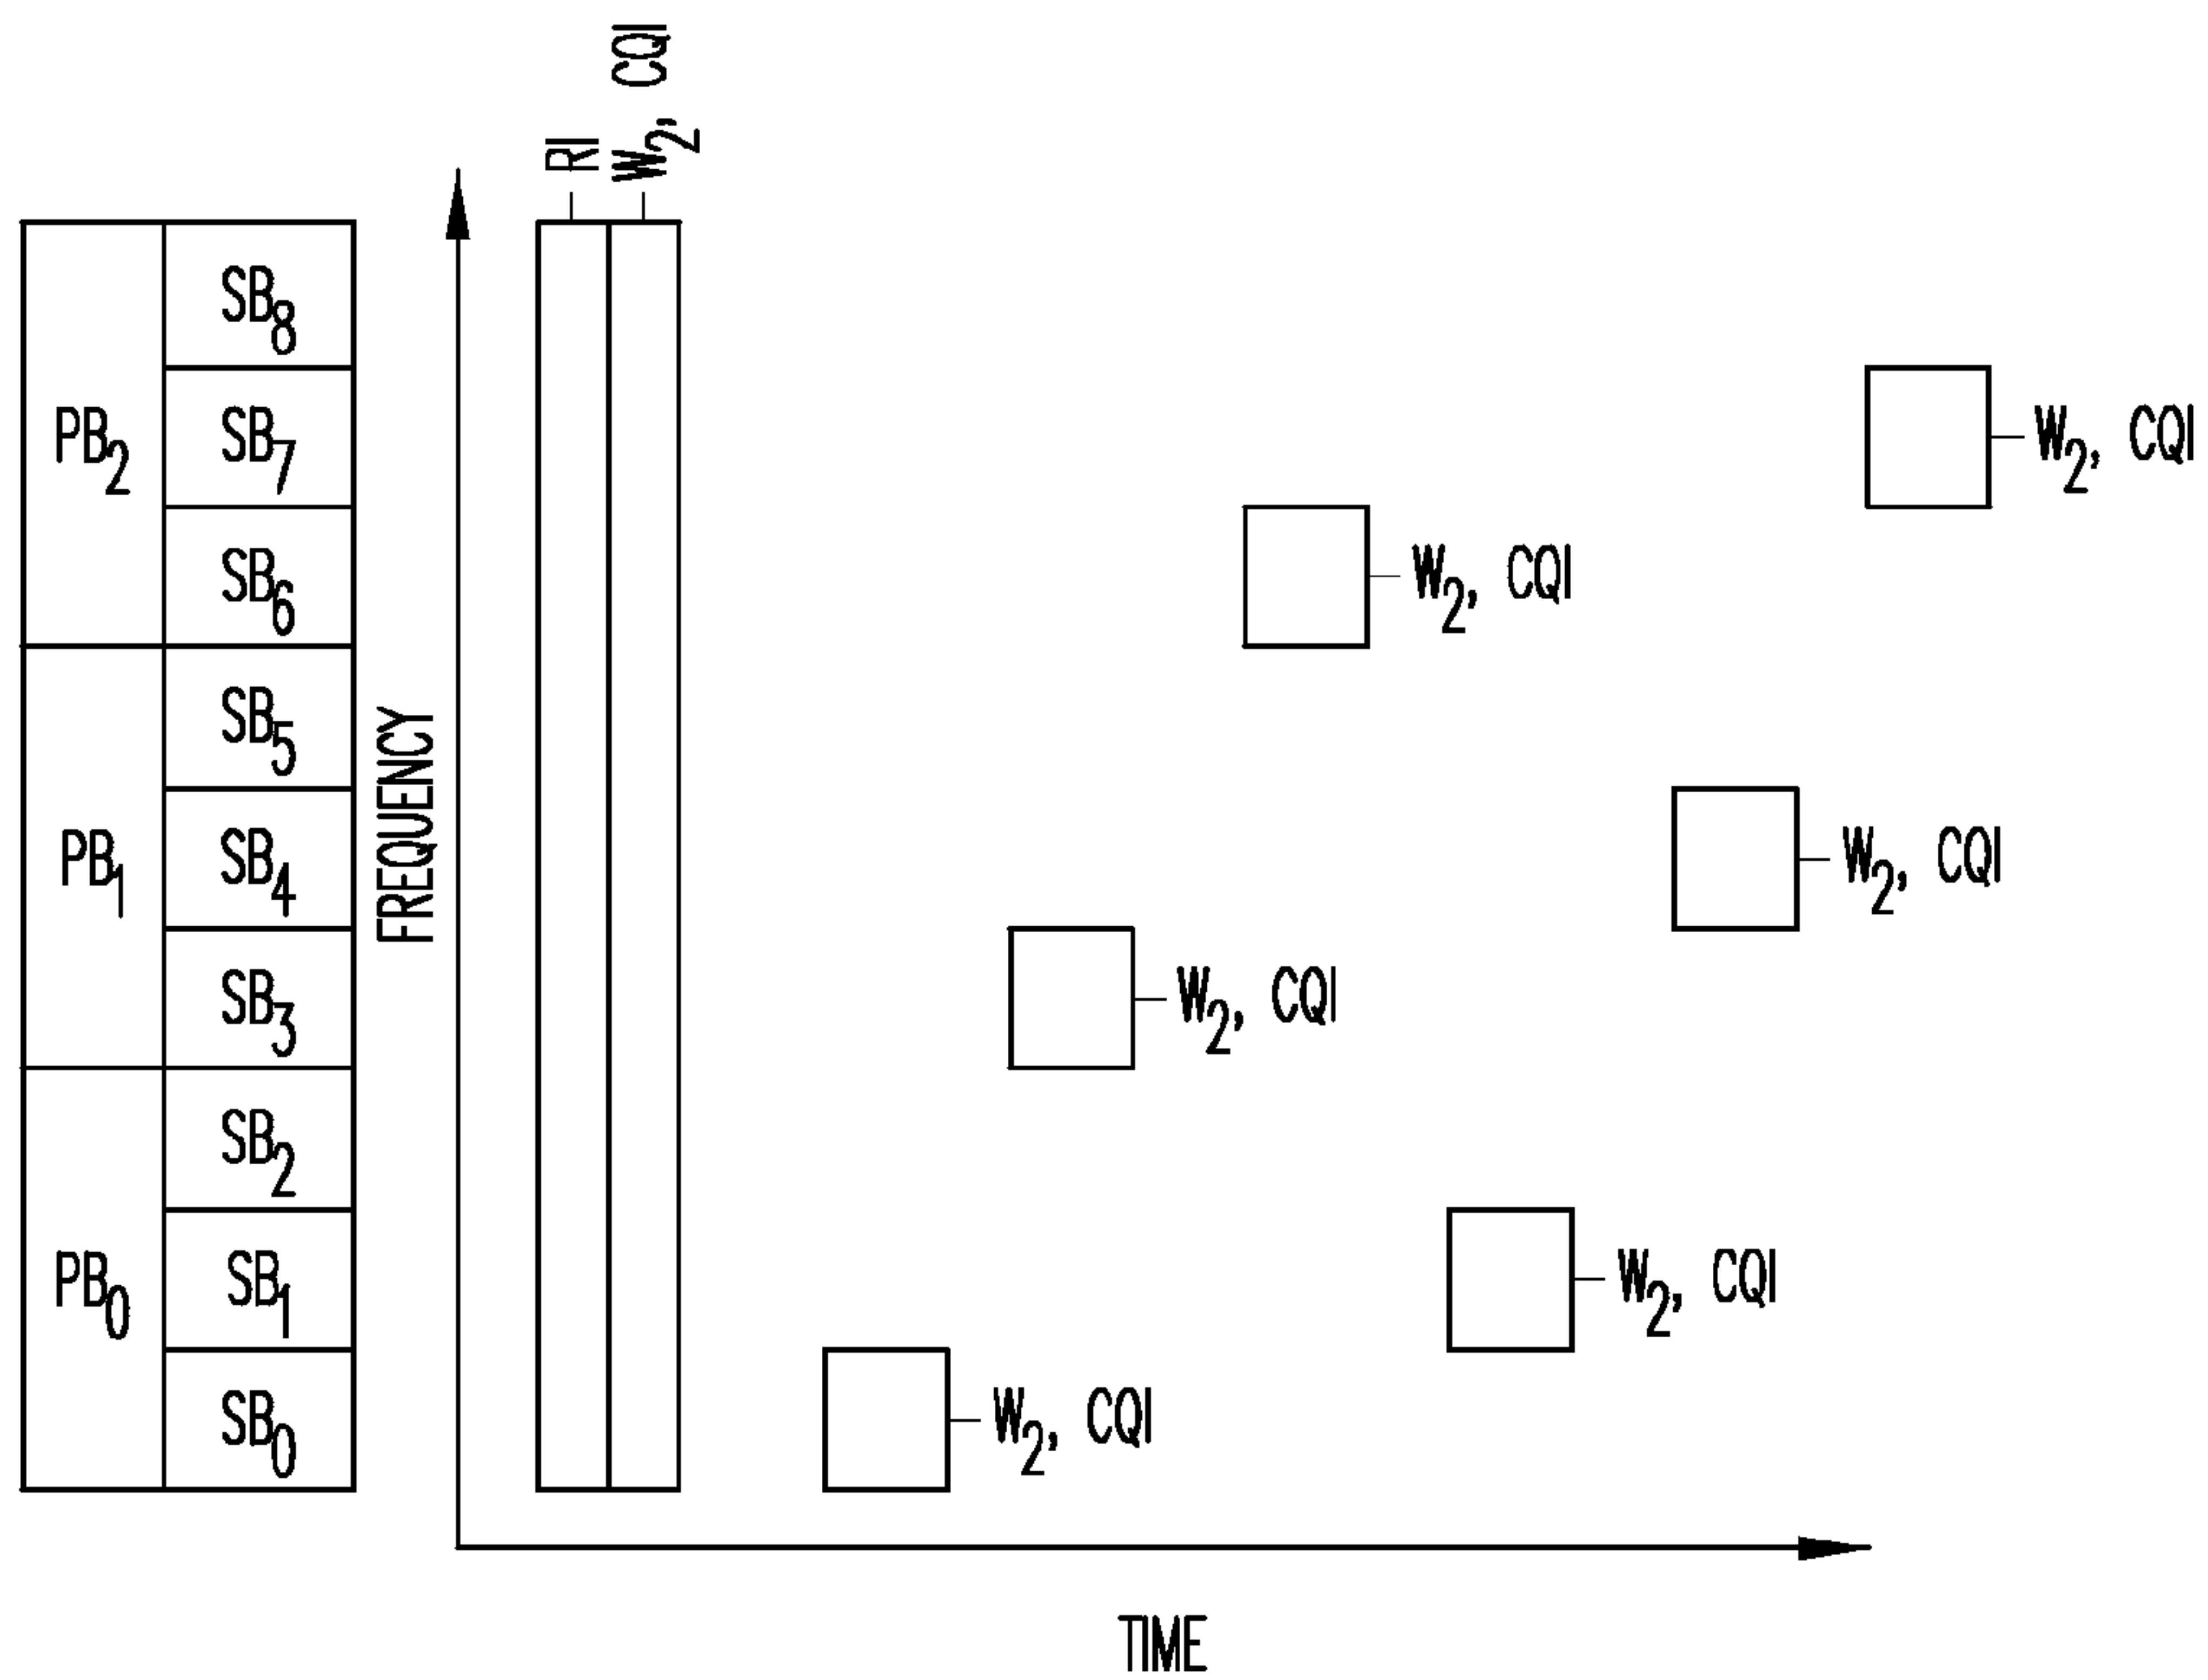 RI
W2, CQI
SB8
PB2
SB7
W2, CQI
SB6
W2, CQI
SB5
FREQUENCY
PB1
SB4
W2, CQI
SB3
W2, CQI
SB2
PB0
SB1
W2, CQI
SB0
W2, CQI
TIME